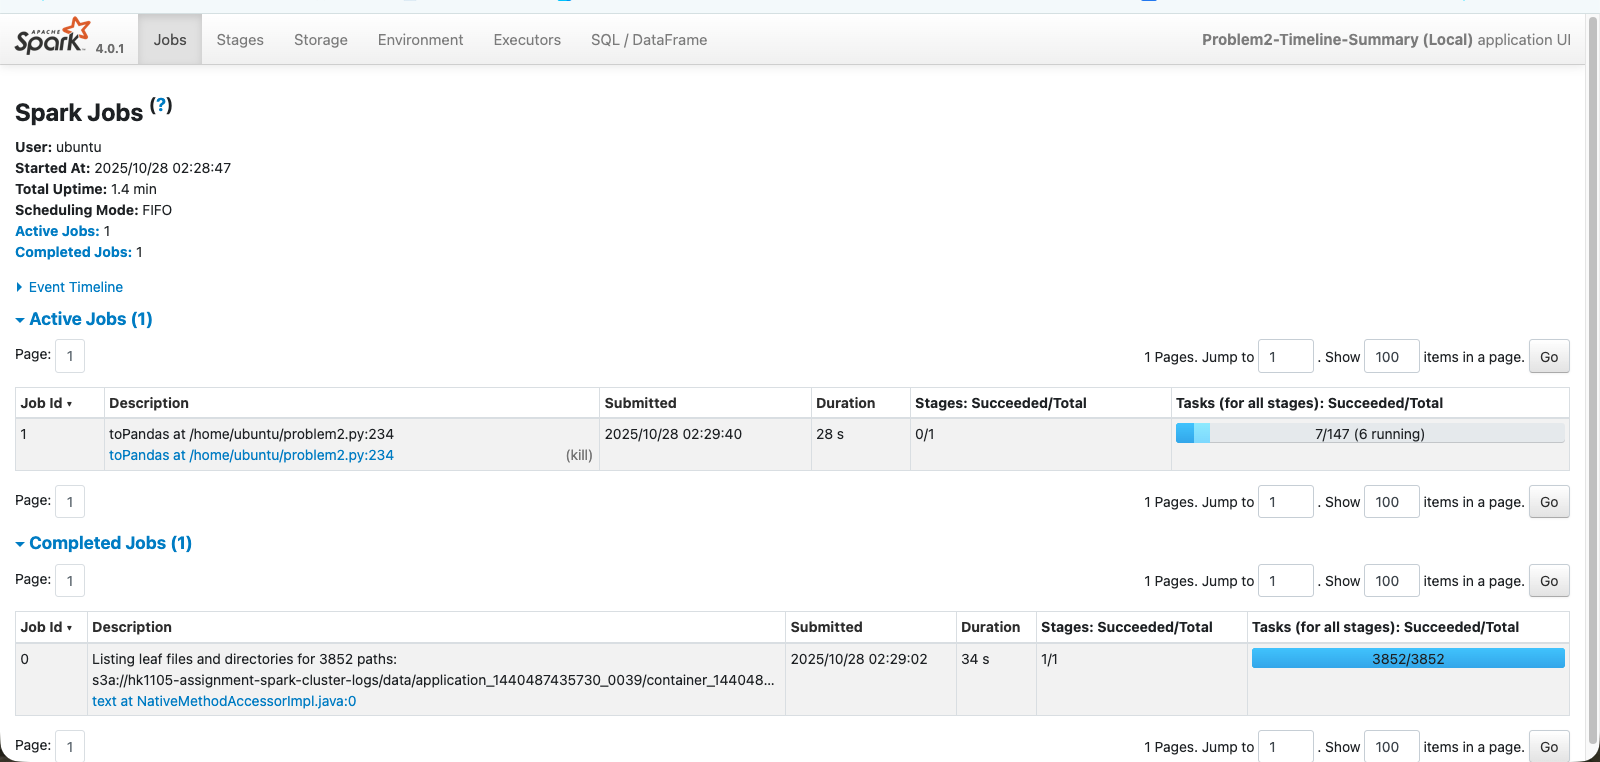 APACHE Spark 4.0.1 Jobs Stages Storage Environment Executors SQL / DataFrame Problem2-Timeline-Summary (Local) application UI
Spark Jobs (?)
User: ubuntu
Started At: 2025/10/28 02:28:47
Total Uptime: 1.4 min
Scheduling Mode: FIFO
Active Jobs: 1
Completed Jobs: 1
Event Timeline
Active Jobs (1)
Page: 1 1 Pages. Jump to 1 . Show 100 items in a page. Go
Job Id ▾ Description Submitted Duration Stages: Succeeded/Total Tasks (for all stages): Succeeded/Total
1 toPandas at /home/ubuntu/problem2.py:234 2025/10/28 02:29:40 28 s 0/1 7/147 (6 running)
toPandas at /home/ubuntu/problem2.py:234 (kill)
Page: 1 1 Pages. Jump to 1 . Show 100 items in a page. Go
Completed Jobs (1)
Page: 1 1 Pages. Jump to 1 . Show 100 items in a page. Go
Job Id ▾ Description Submitted Duration Stages: Succeeded/Total Tasks (for all stages): Succeeded/Total
0 Listing leaf files and directories for 3852 paths: 2025/10/28 02:29:02 34 s 1/1 3852/3852
s3a://hk1105-assignment-spark-cluster-logs/data/application_1440487435730_0039/container_144048...
text at NativeMethodAccessorImpl.java:0
Page: 1 1 Pages. Jump to 1 . Show 100 items in a page. Go